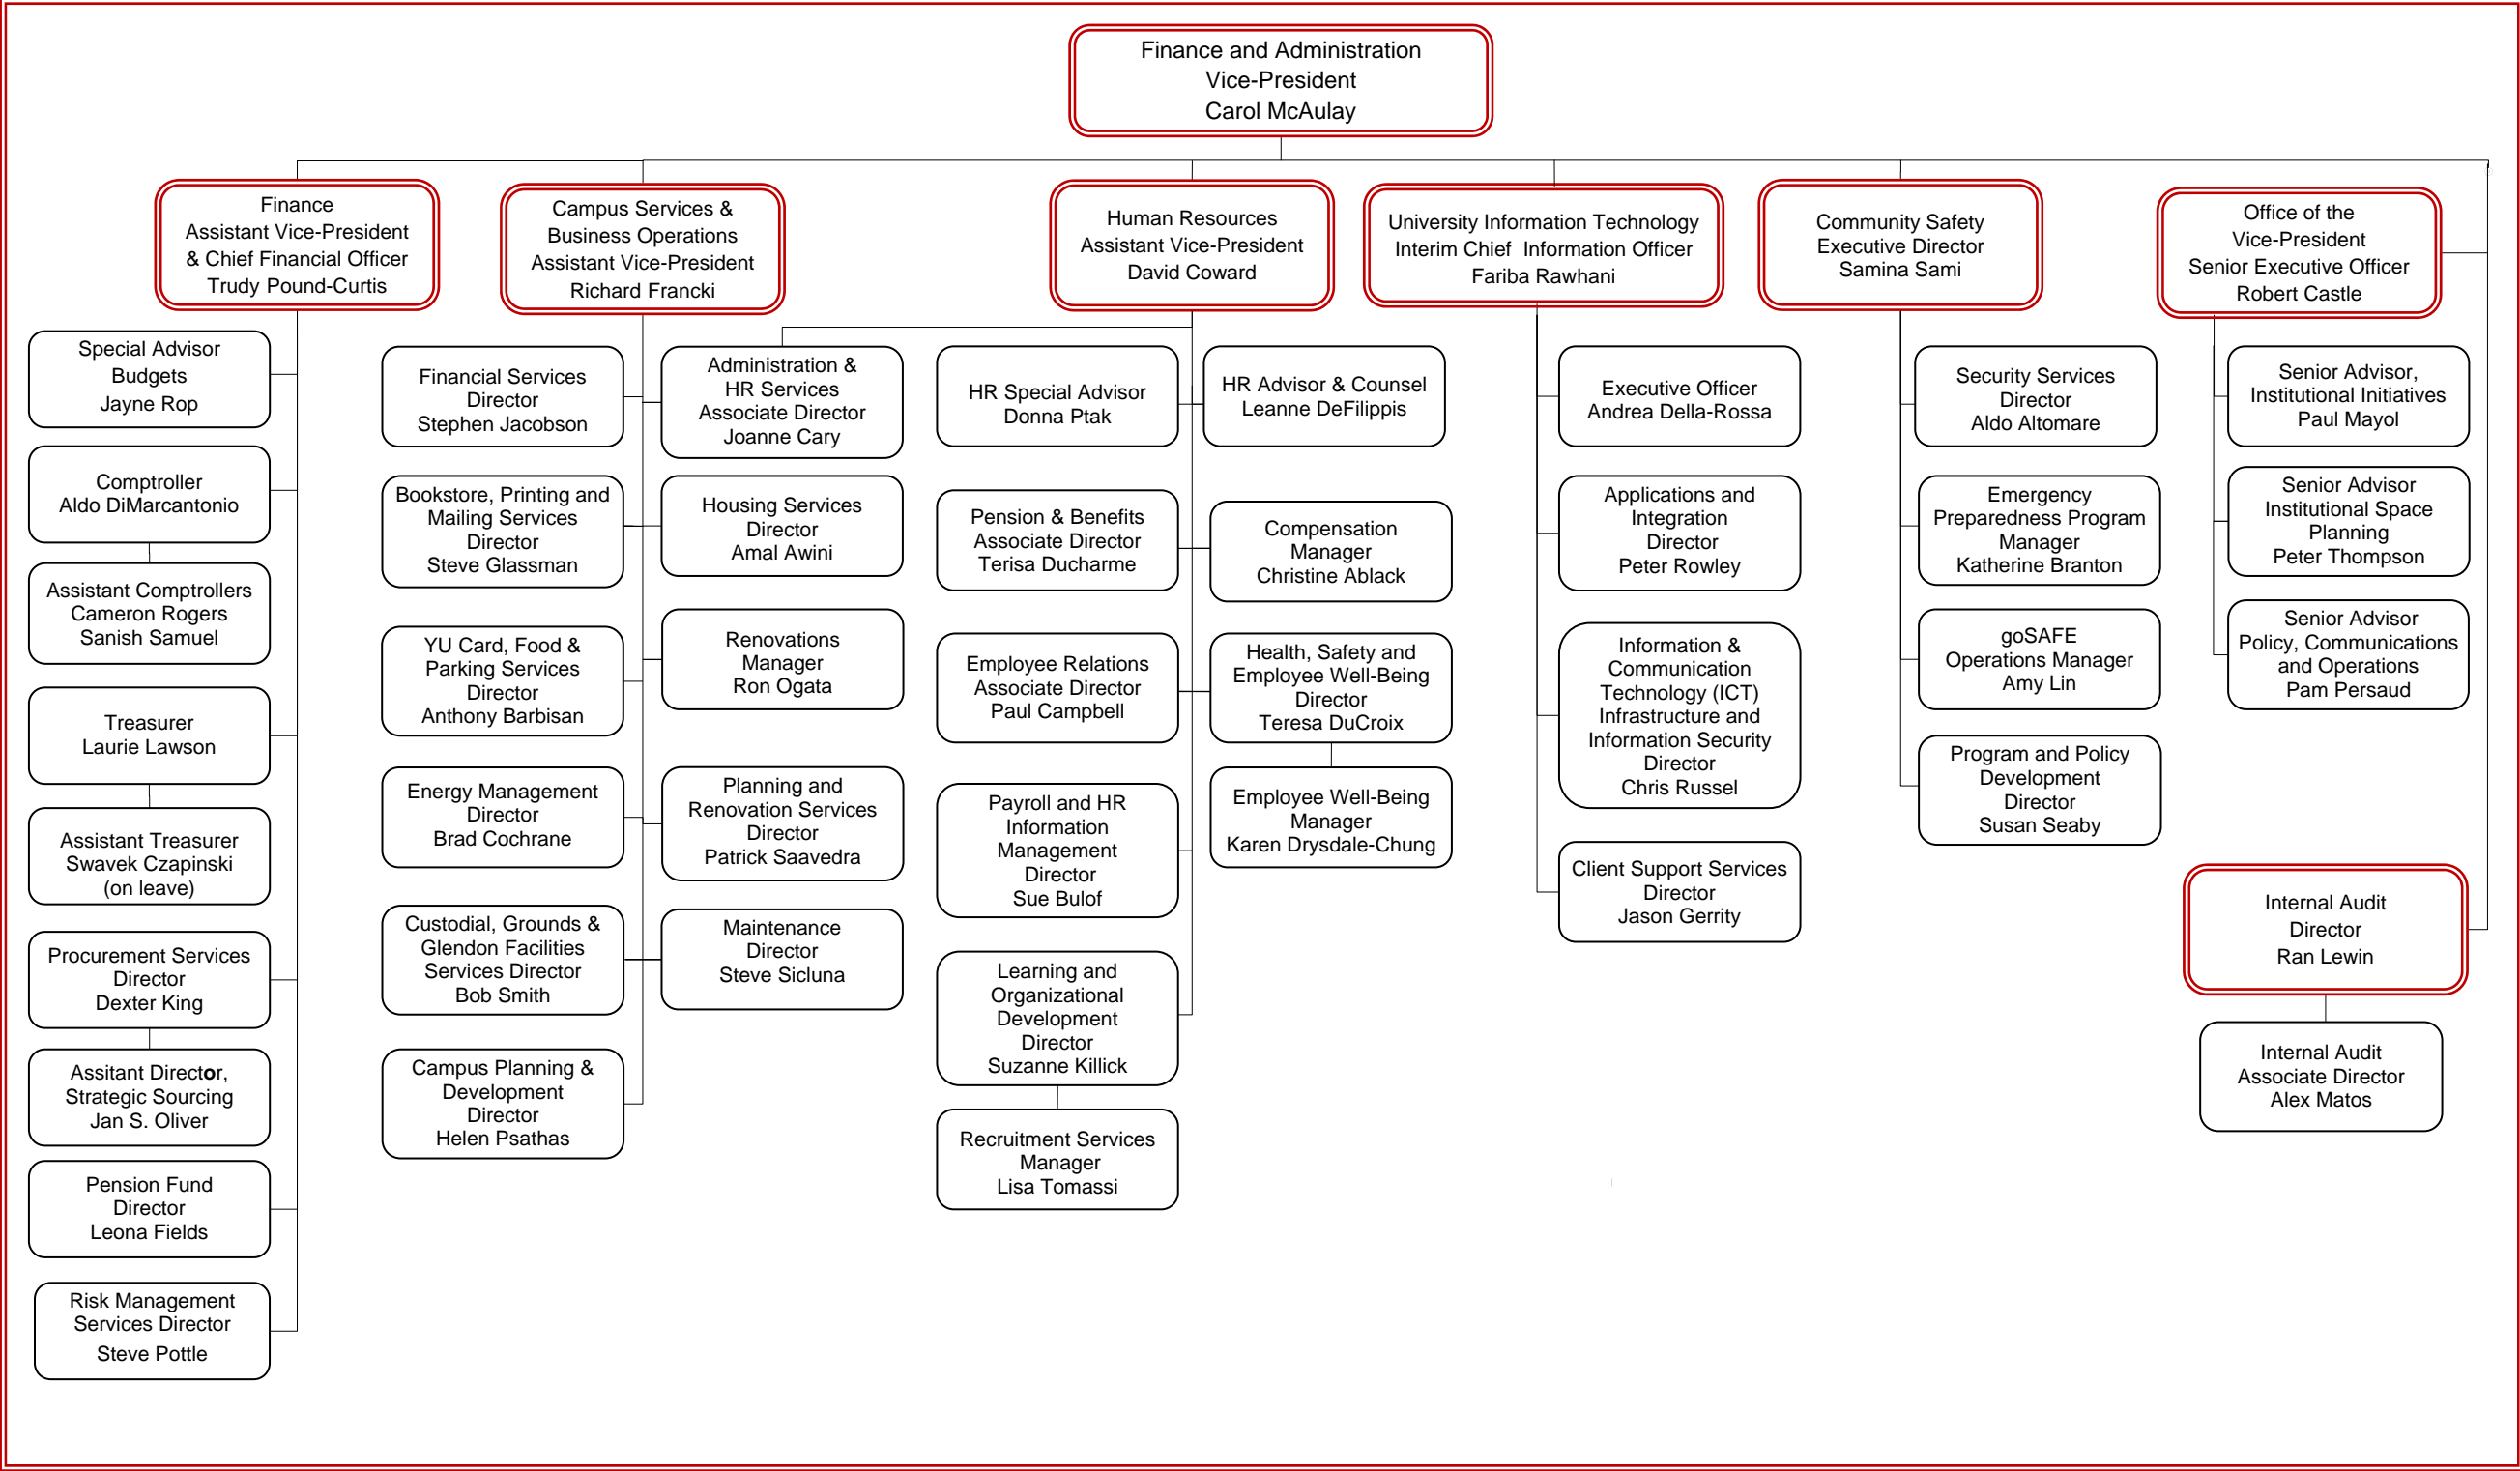 Finance and Administration
Vice-President
Carol McAulay
Finance
Assistant Vice-President
& Chief Financial Officer
Trudy Pound-Curtis
Campus Services &
Business Operations
Assistant Vice-President
Richard Francki
Human Resources
Assistant Vice-President
David Coward
University Information Technology
Interim Chief  Information Officer
Fariba Rawhani
Community Safety
Executive Director
Samina Sami
Office of the
Vice-President
Senior Executive Officer
Robert Castle
Special Advisor
Budgets
Jayne Rop
Comptroller
Aldo DiMarcantonio
Assistant Comptrollers
Cameron Rogers
Sanish Samuel
Treasurer
Laurie Lawson
Assistant Treasurer
Swavek Czapinski
(on leave)
Procurement Services
Director
Dexter King
Assitant Director,
Strategic Sourcing
Jan S. Oliver
Pension Fund
Director
Leona Fields
Risk Management
Services Director
Steve Pottle
Financial Services
Director
Stephen Jacobson
Bookstore, Printing and
Mailing Services
Director
Steve Glassman
YU Card, Food &
Parking Services
Director
Anthony Barbisan
Energy Management
Director
Brad Cochrane
Custodial, Grounds &
Glendon Facilities
Services Director
Bob Smith
Campus Planning &
Development
Director
Helen Psathas
Administration &
HR Services
Associate Director
Joanne Cary
Housing Services
Director
Amal Awini
Renovations
Manager
Ron Ogata
Planning and
Renovation Services
Director
Patrick Saavedra
Maintenance
Director
Steve Sicluna
HR Special Advisor
Donna Ptak
Pension & Benefits
Associate Director
Terisa Ducharme
Employee Relations
Associate Director
Paul Campbell
Payroll and HR
Information
Management
Director
Sue Bulof
Learning and
Organizational
Development
Director
Suzanne Killick
Recruitment Services
Manager
Lisa Tomassi
HR Advisor & Counsel
Leanne DeFilippis
Compensation
Manager
Christine Ablack
Health, Safety and
Employee Well-Being
Director
Teresa DuCroix
Employee Well-Being
Manager
Karen Drysdale-Chung
Executive Officer
Andrea Della-Rossa
Applications and
Integration
Director
Peter Rowley
Information &
Communication
Technology (ICT)
Infrastructure and
Information Security
Director
Chris Russel
Client Support Services
Director
Jason Gerrity
Security Services
Director
Aldo Altomare
Emergency
Preparedness Program
Manager
Katherine Branton
goSAFE
Operations Manager
Amy Lin
Program and Policy
Development
Director
Susan Seaby
Senior Advisor,
Institutional Initiatives
Paul Mayol
Senior Advisor
Institutional Space
Planning
Peter Thompson
Senior Advisor
Policy, Communications
and Operations
Pam Persaud
Internal Audit
Director
Ran Lewin
Internal Audit
Associate Director
Alex Matos